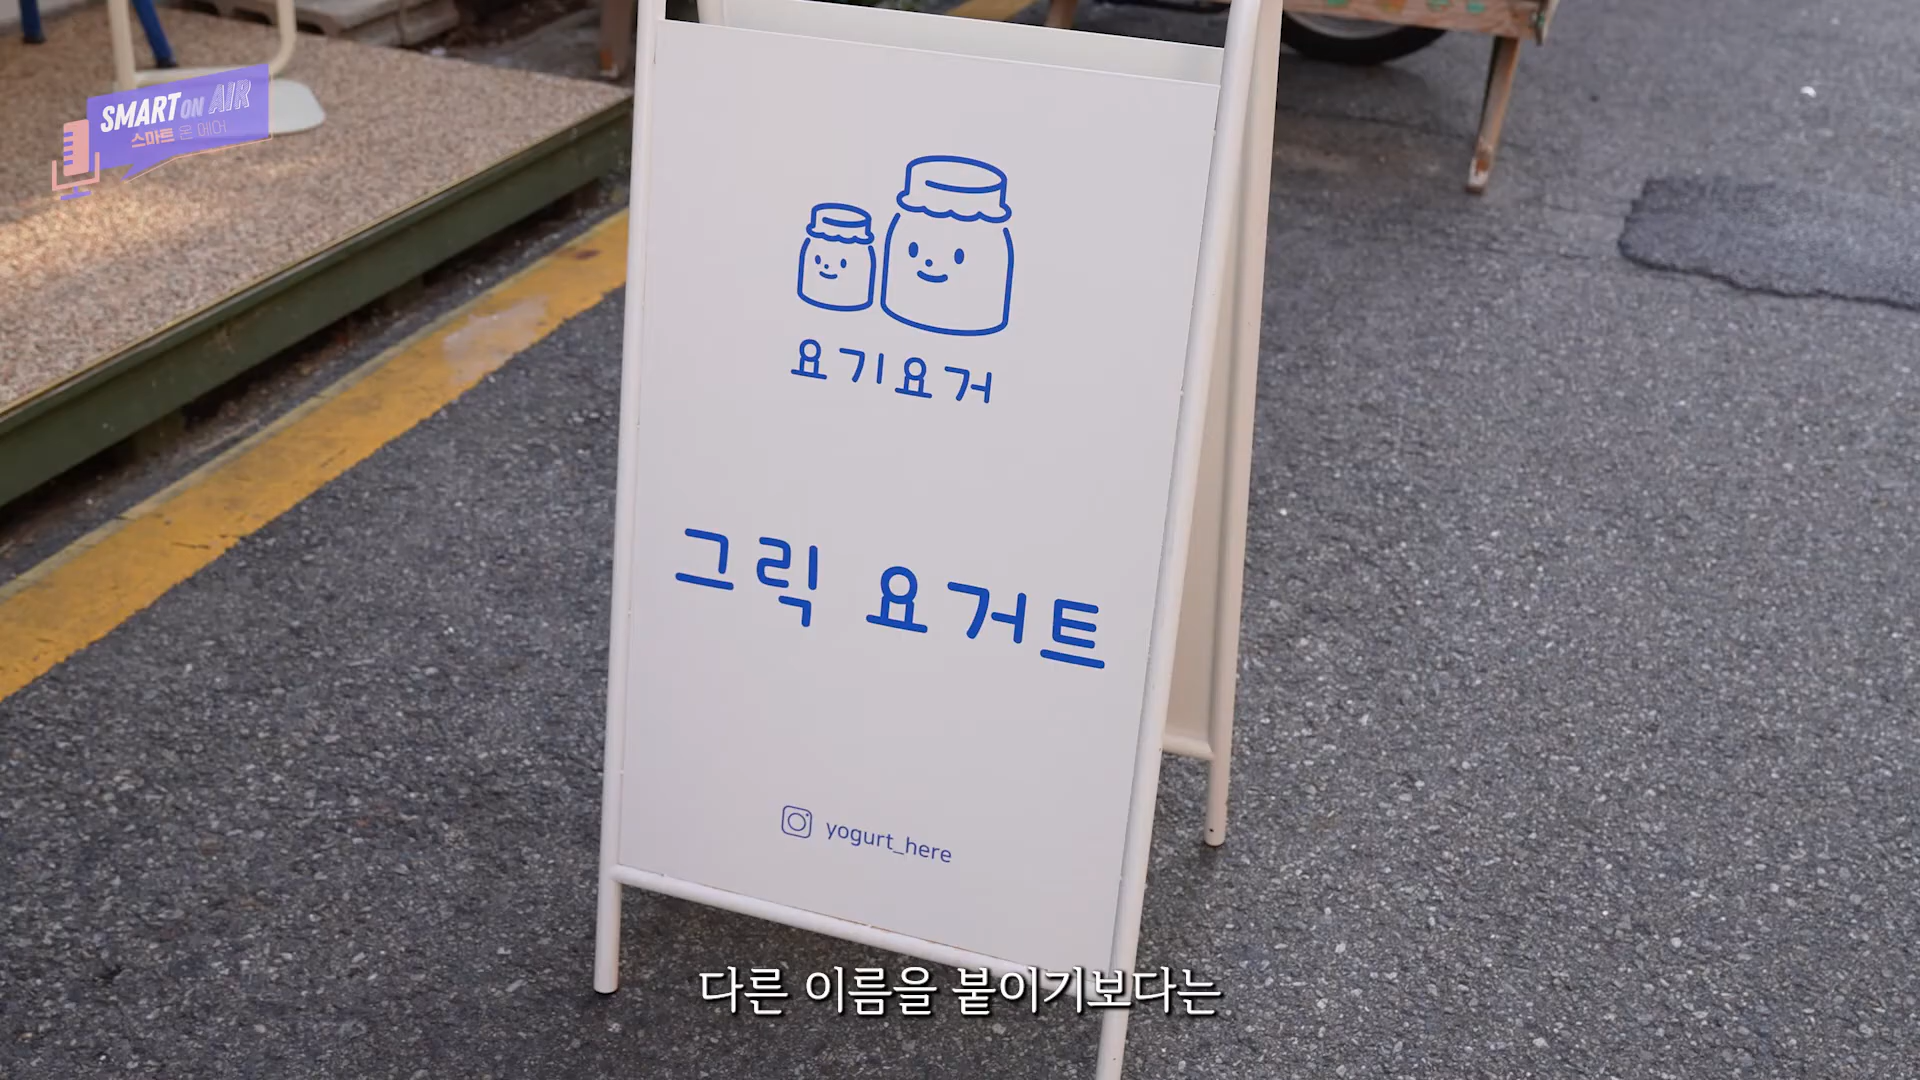 SMART ON AIR
스마트 온 에어
요기요거
그릭 요거트
yogurt_here
다른 이름을 붙이기보다는